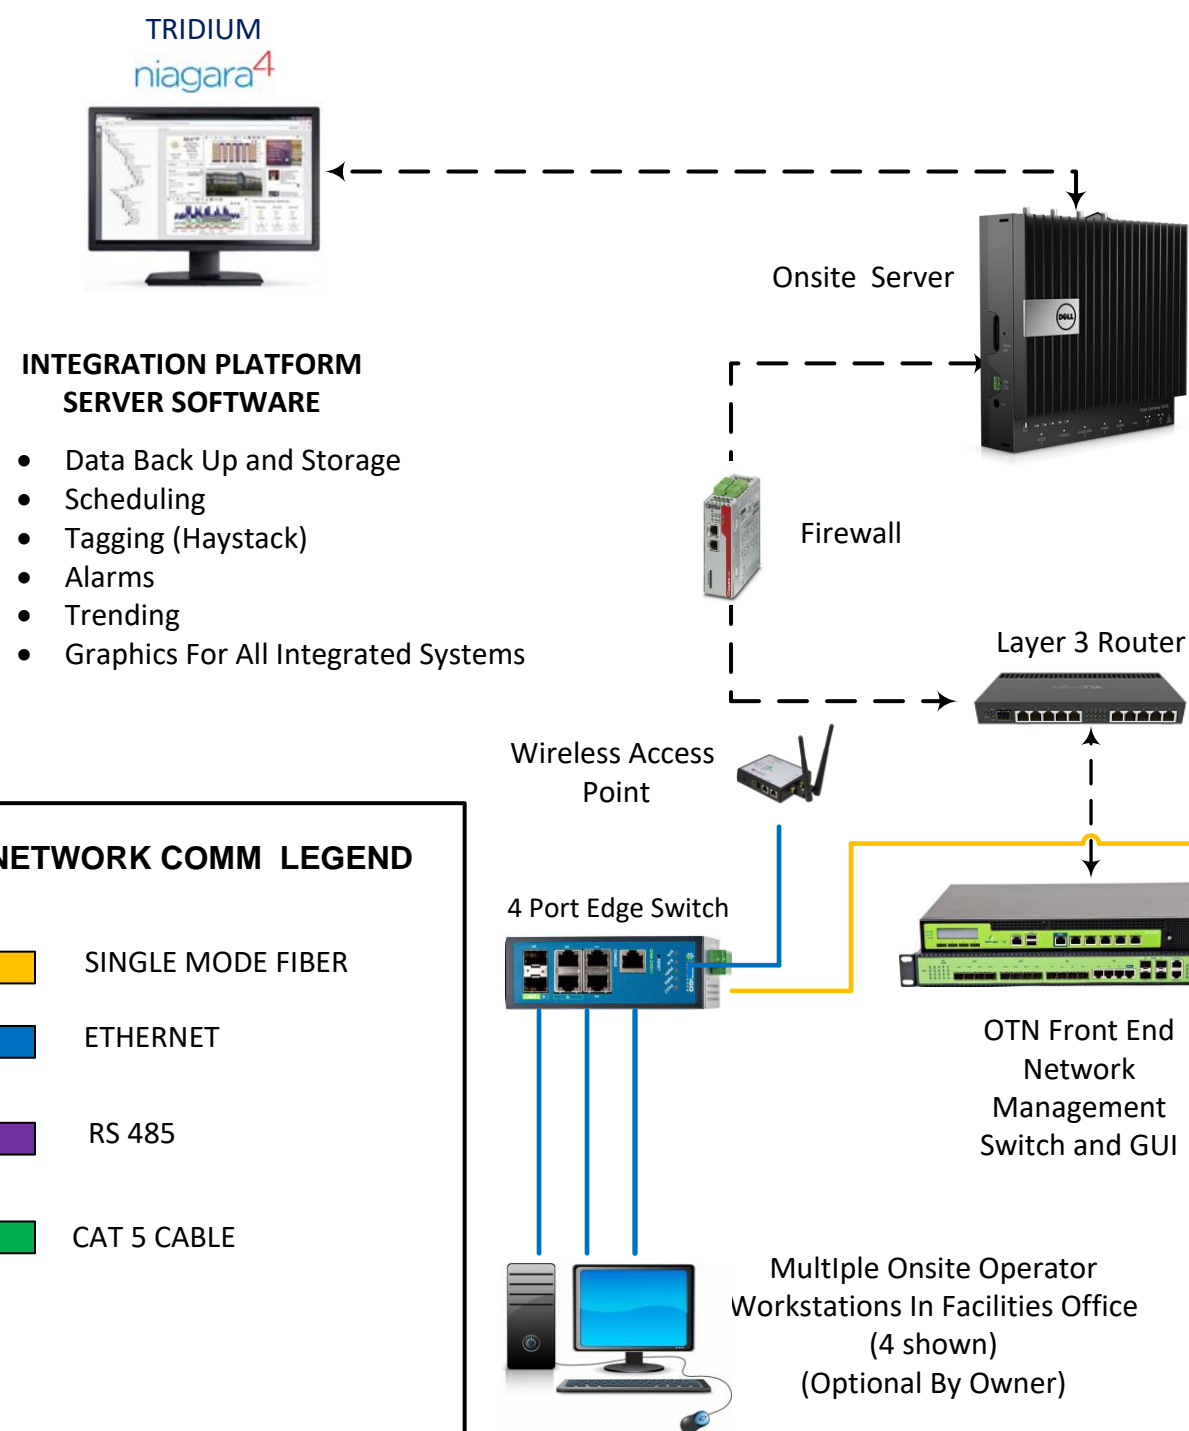 TRIDIUM
niagara4
Onsite Server
DELL
INTEGRATION PLATFORM
SERVER SOFTWARE
• Data Back Up and Storage
• Scheduling
• Tagging (Haystack)
• Alarms
• Trending
• Graphics For All Integrated Systems
Firewall
Layer 3 Router
Wireless Access
Point
NETWORK COMM LEGEND
SINGLE MODE FIBER
ETHERNET
RS 485
CAT 5 CABLE
4 Port Edge Switch
OTN Front End
Network
Management
Switch and GUI
MultIple Onsite Operator
Workstations In Facilities Office
(4 shown)
(Optional By Owner)